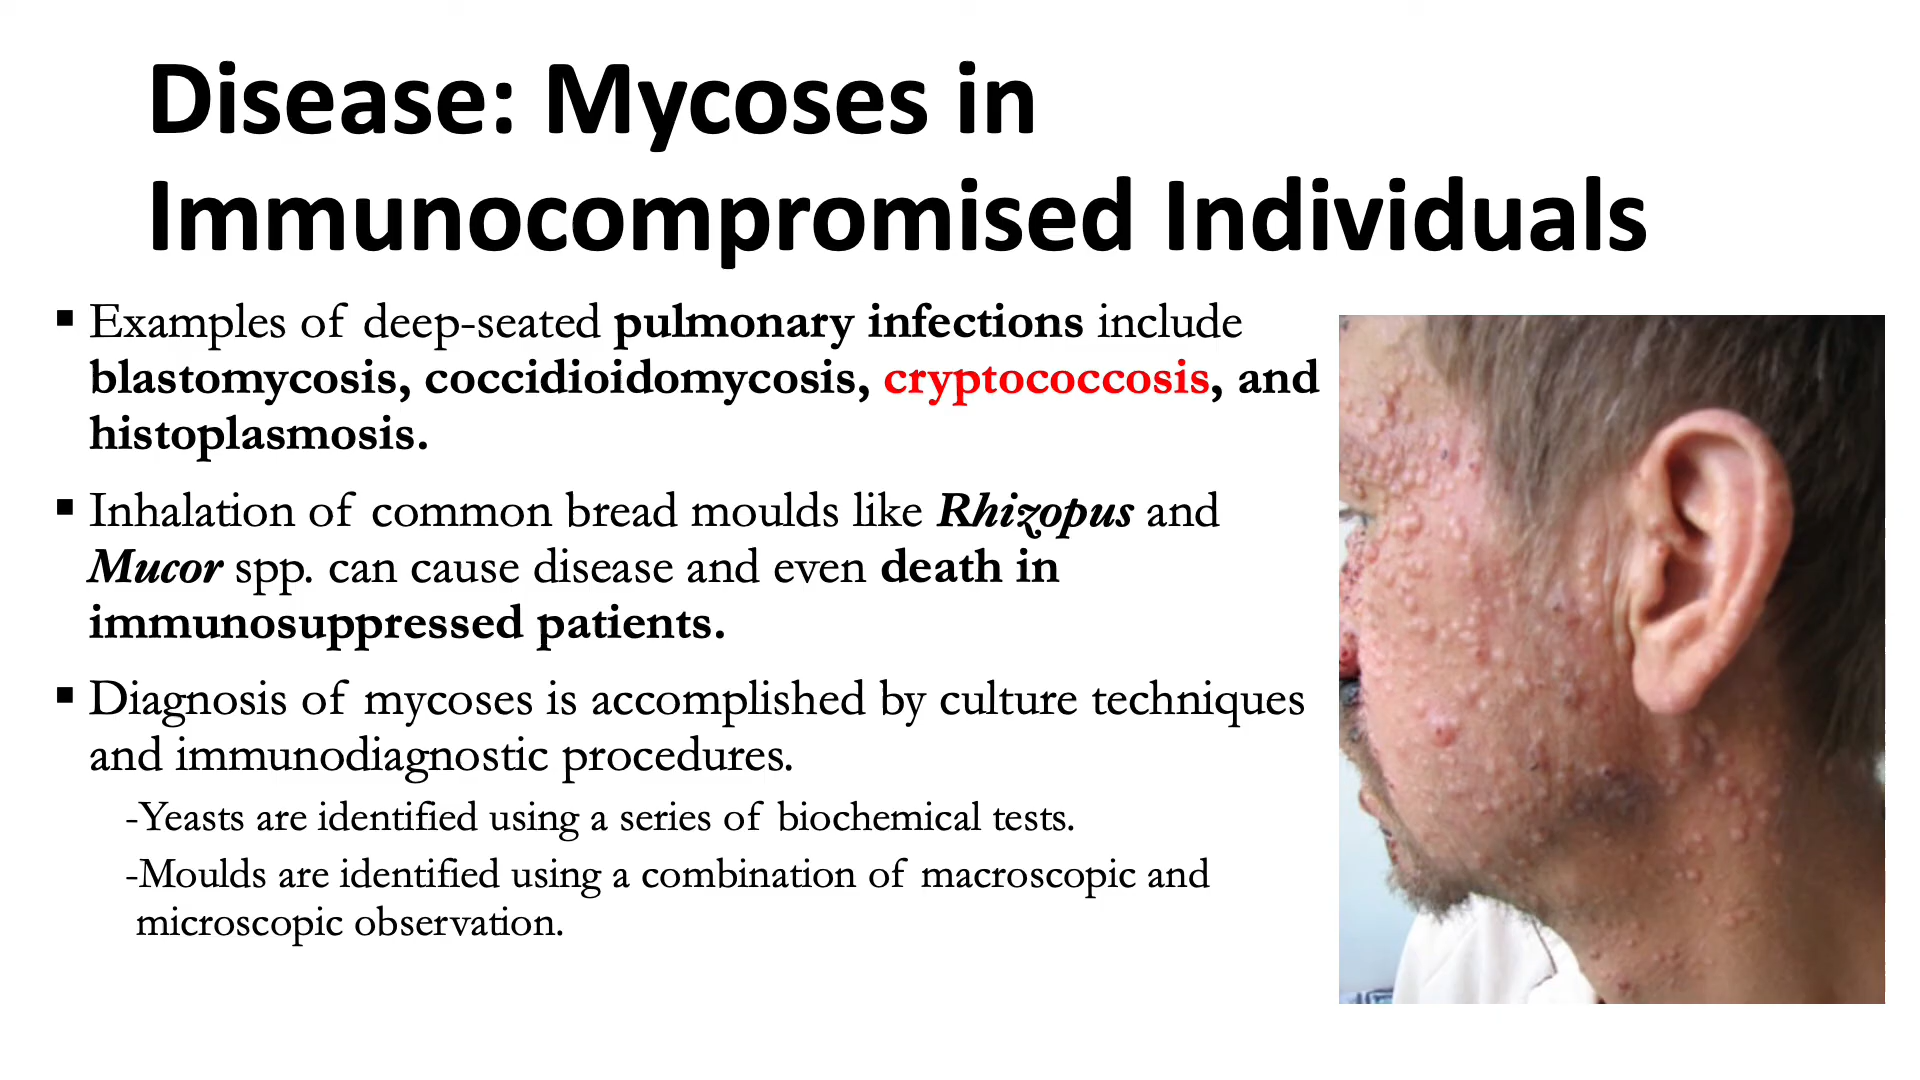 Disease: Mycoses in
Immunocompromised Individuals
▪ Examples of deep-seated pulmonary infections include
blastomycosis, coccidioidomycosis, cryptococcosis, and
histoplasmosis.
▪ Inhalation of common bread moulds like Rhizopus and
Mucor spp. can cause disease and even death in
immunosuppressed patients.
▪ Diagnosis of mycoses is accomplished by culture techniques
and immunodiagnostic procedures.
-Yeasts are identified using a series of biochemical tests.
-Moulds are identified using a combination of macroscopic and
microscopic observation.